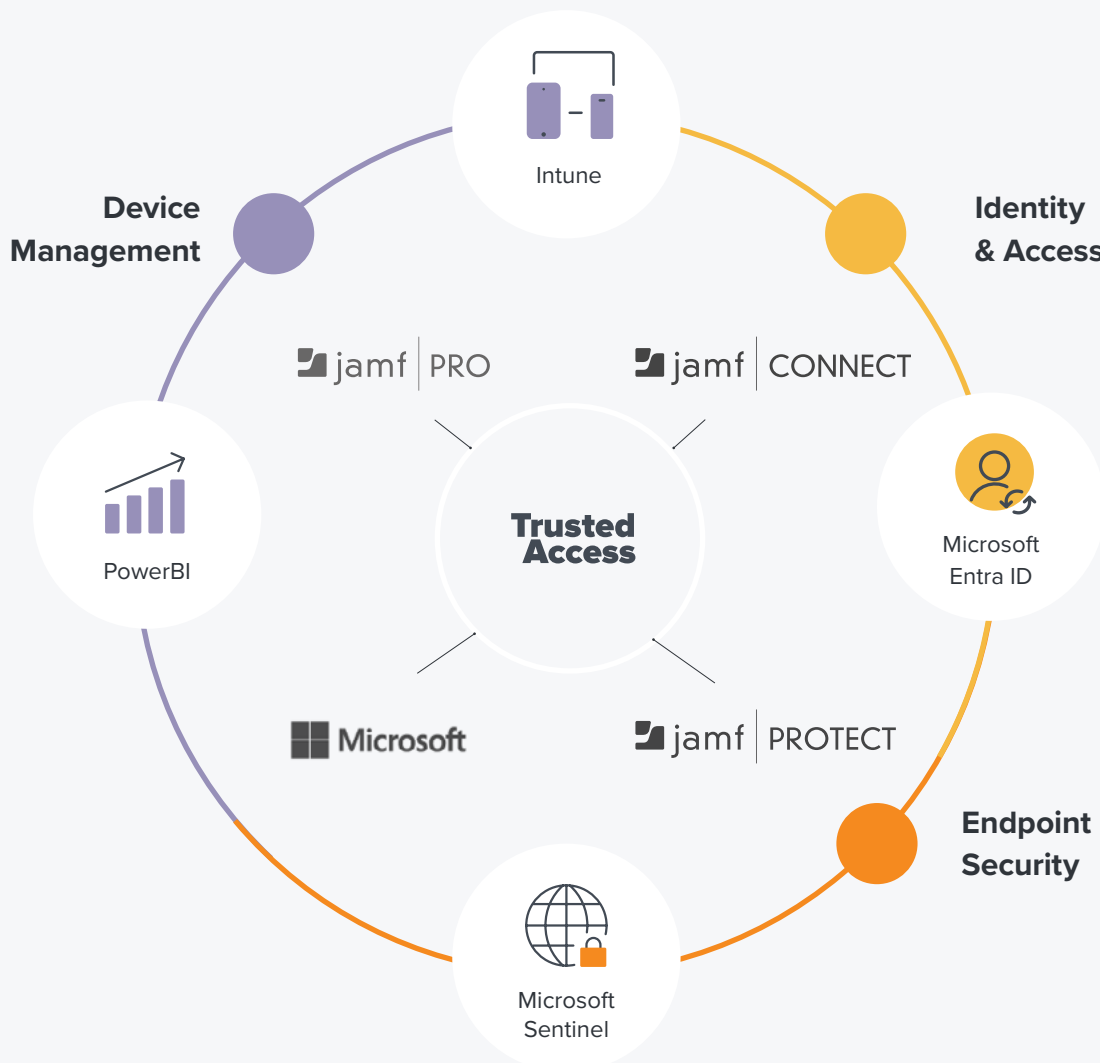 Intune
Device
Management
Identity
& Access
jamf | PRO
jamf | CONNECT
PowerBI
Trusted
Access
Microsoft
Entra ID
Microsoft
jamf | PROTECT
Endpoint
Security
Microsoft
Sentinel